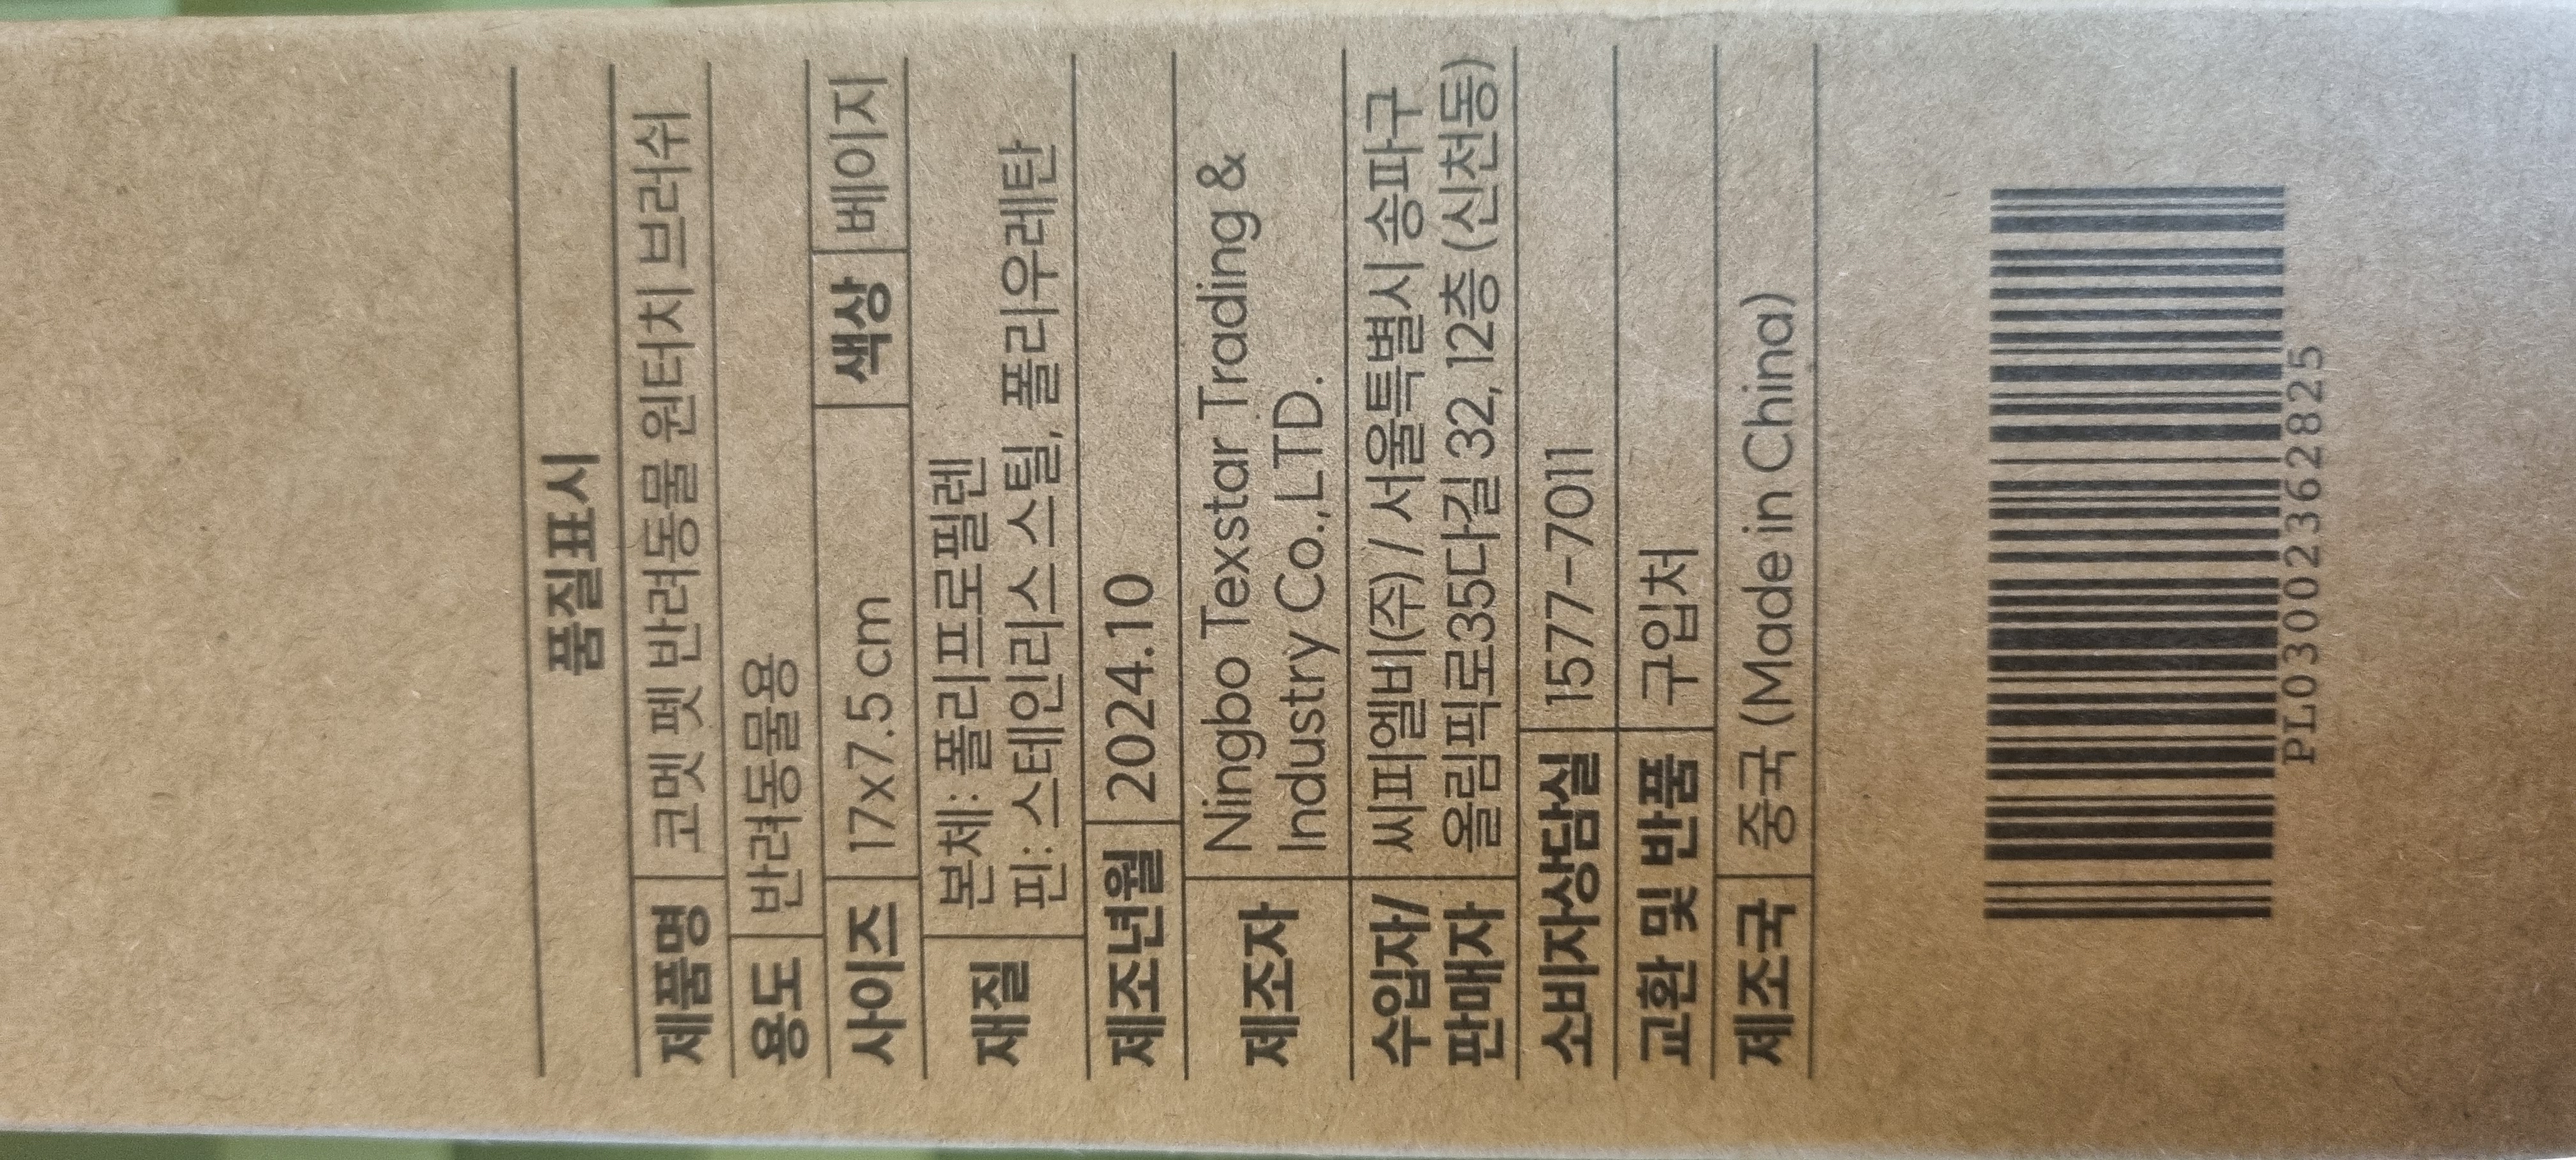 품질표시
제품명 코멧 펫 반려동물 원터치 브러쉬
용도 반려동물용
사이즈 17x7.5 cm 색상 베이지
재질 본체: 폴리프로필렌
핀: 스테인리스 스틸, 폴리우레탄
제조년월 2024.10
제조자 Ningbo Texstar Trading &
Industry Co.,LTD.
수입자/ 씨피엘비(주) / 서울특별시 송파구
판매자 올림픽로35다길 32, 12층 (신천동)
소비자상담실 1577-7011
교환 및 반품 구입처
제조국 중국 (Made in China)
PL03002362825